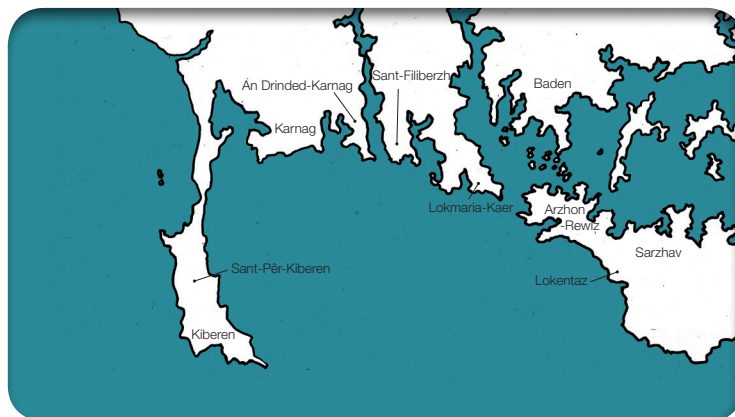 Sant-Filiberzh
An Drinded-Karnag
Baden
Karnag
Lokmaria-Kaer
Arzhon
-Rewiz
Sarzhav
Sant-Pêr-Kiberen
Lokentaz
Kiberen